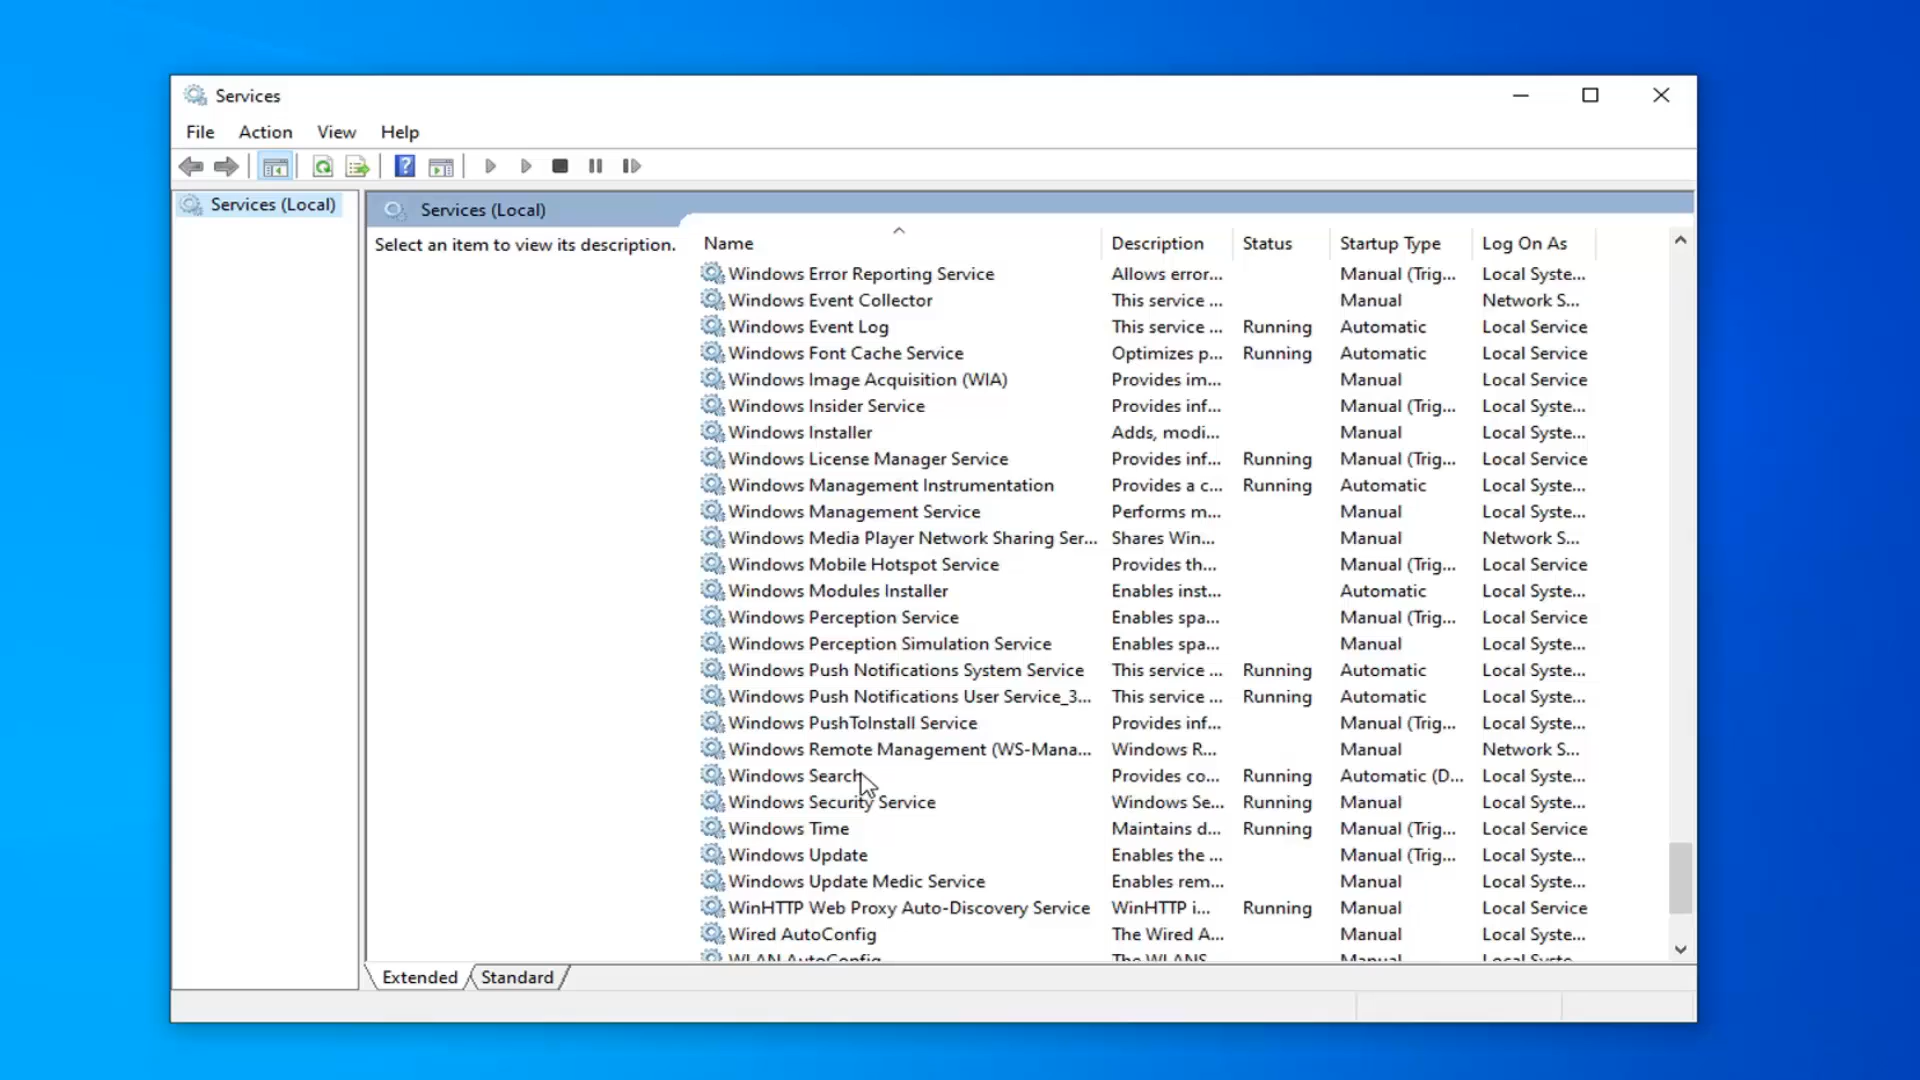 Services
File Action View Help
Services (Local)
Services (Local)
Select an item to view its description.
Name Description Status Startup Type Log On As
Windows Error Reporting Service Allows error... Manual (Trig... Local Syste...
Windows Event Collector This service ... Manual Network S...
Windows Event Log This service ... Running Automatic Local Service
Windows Font Cache Service Optimizes p... Running Automatic Local Service
Windows Image Acquisition (WIA) Provides im... Manual Local Service
Windows Insider Service Provides inf... Manual (Trig... Local Syste...
Windows Installer Adds, modi... Manual Local Syste...
Windows License Manager Service Provides inf... Running Manual (Trig... Local Service
Windows Management Instrumentation Provides a c... Running Automatic Local Syste...
Windows Management Service Performs m... Manual Local Syste...
Windows Media Player Network Sharing Ser... Shares Win... Manual Network S...
Windows Mobile Hotspot Service Provides th... Manual (Trig... Local Service
Windows Modules Installer Enables inst... Automatic Local Syste...
Windows Perception Service Enables spa... Manual (Trig... Local Service
Windows Perception Simulation Service Enables spa... Manual Local Syste...
Windows Push Notifications System Service This service ... Running Automatic Local Syste...
Windows Push Notifications User Service_3... This service ... Running Automatic Local Syste...
Windows PushToInstall Service Provides inf... Manual (Trig... Local Syste...
Windows Remote Management (WS-Mana... Windows R... Manual Network S...
Windows Search Provides co... Running Automatic (D... Local Syste...
Windows Security Service Windows Se... Running Manual Local Syste...
Windows Time Maintains d... Running Manual (Trig... Local Service
Windows Update Enables the ... Manual (Trig... Local Syste...
Windows Update Medic Service Enables rem... Manual Local Syste...
WinHTTP Web Proxy Auto-Discovery Service WinHTTP i... Running Manual Local Service
Wired AutoConfig The Wired A... Manual Local Syste...
WLAN AutoConfig The WLANS... Manual Local Syste...
Extended Standard